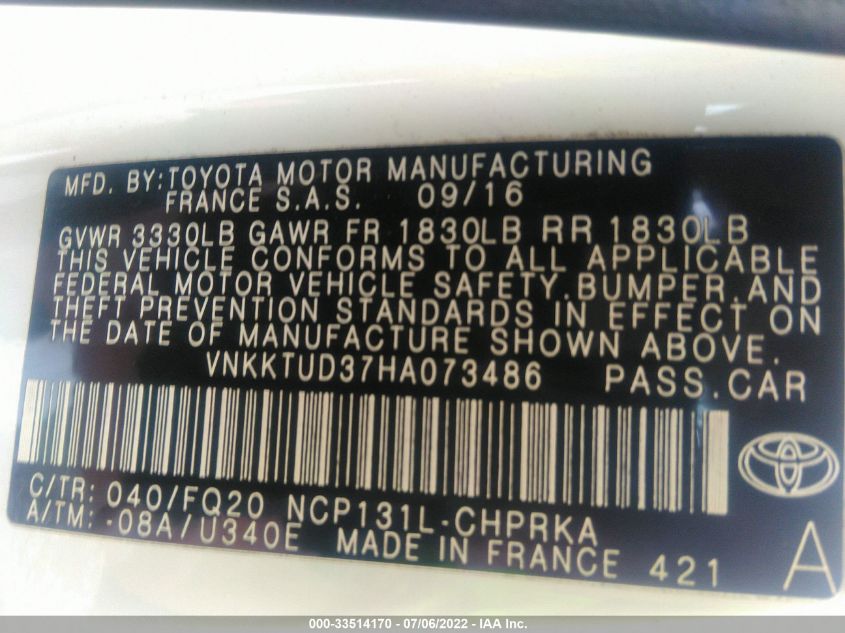 MFD. BY: TOYOTA MOTOR MANUFACTURING
FRANCE S.A.S. 09/16
GVWR 3330LB GAWR FR 1830LB RR 1830LB
THIS VEHICLE CONFORMS TO ALL APPLICABLE
FEDERAL MOTOR VEHICLE SAFETY, BUMPER, AND
THEFT PREVENTION STANDARDS IN EFFECT ON
THE DATE OF MANUFACTURE SHOWN ABOVE.
VNKKTUD37HA073486 PASS.CAR
C/TR: 040/FQ20 NCP131L-CHPRKA
A/TM: -08A/U340E MADE IN FRANCE 421 A
000-33514170 - 07/06/2022 - IAA Inc.